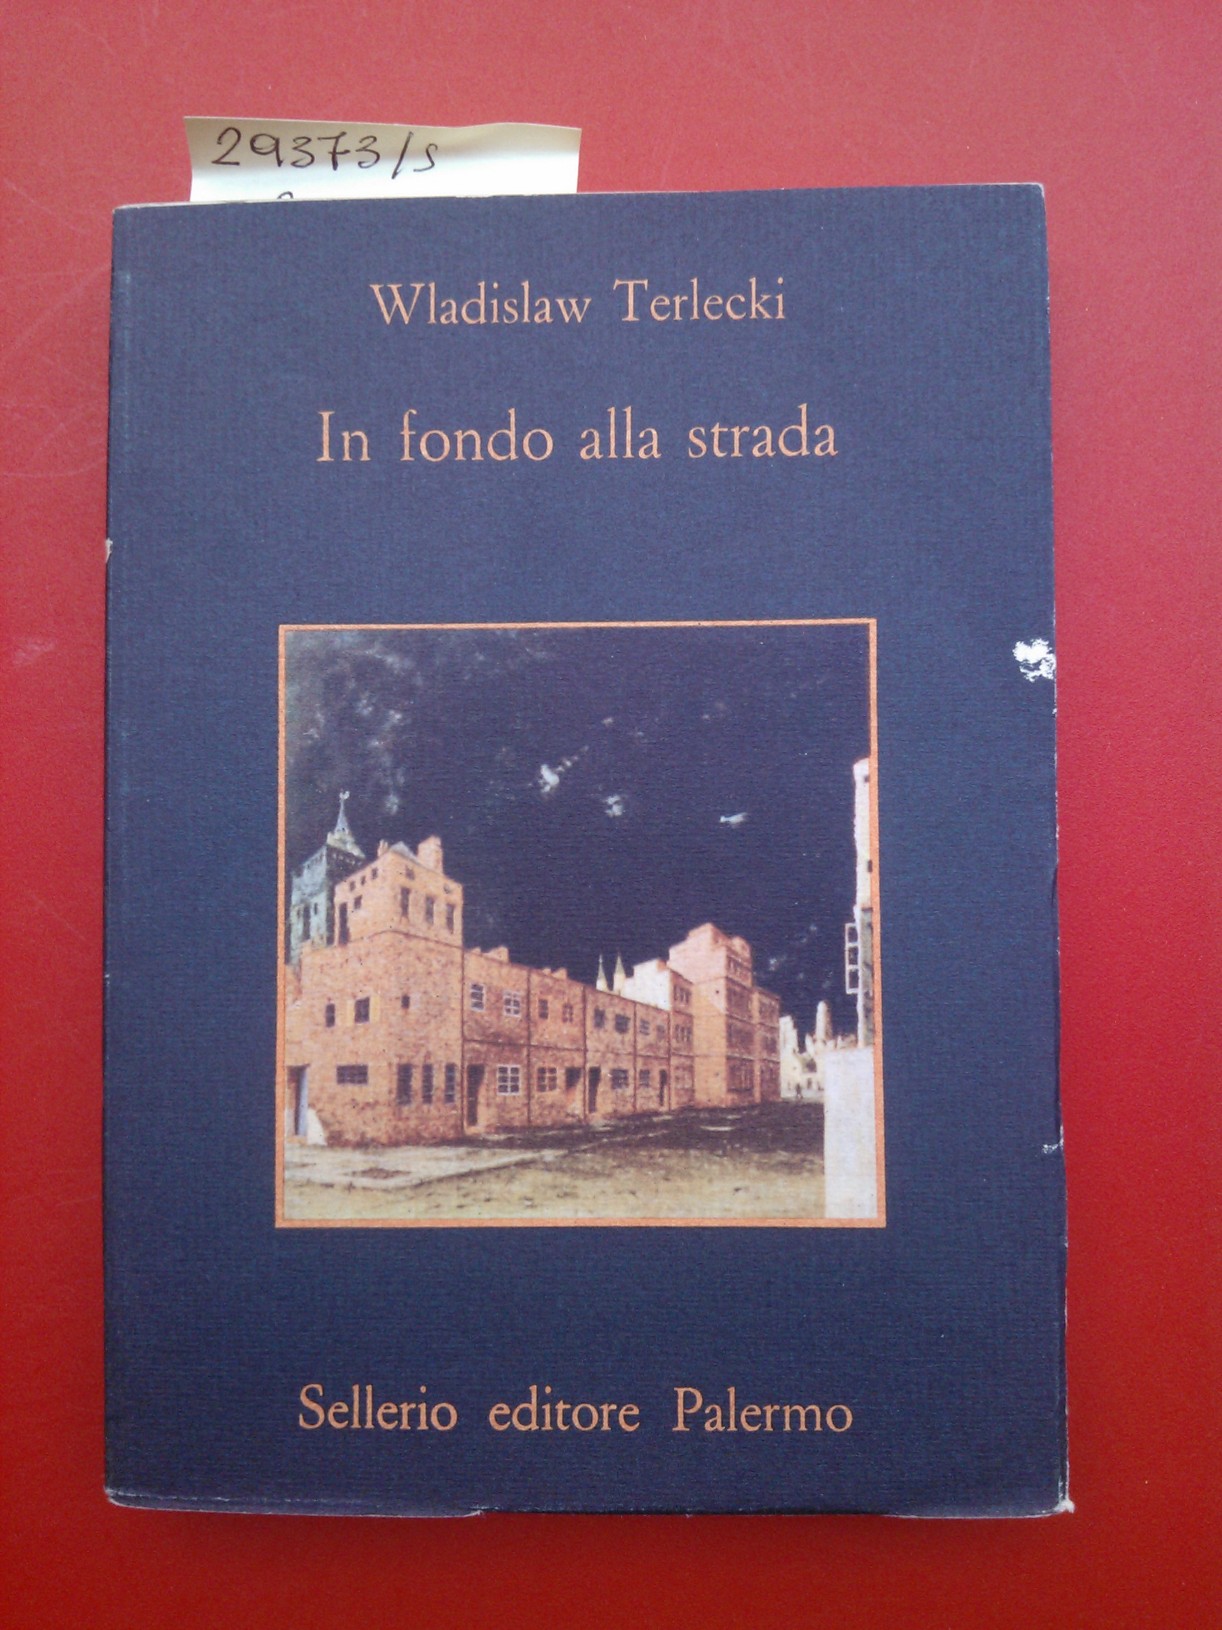 29373/s
Wladislaw Terlecki
In fondo alla strada
Sellerio editore Palermo